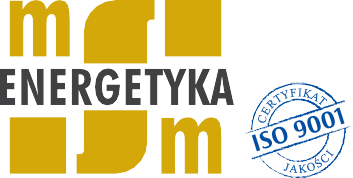 m
ENERGETYKA
m
CERTYFIKAT
ISO 9001
JAKOŚCI